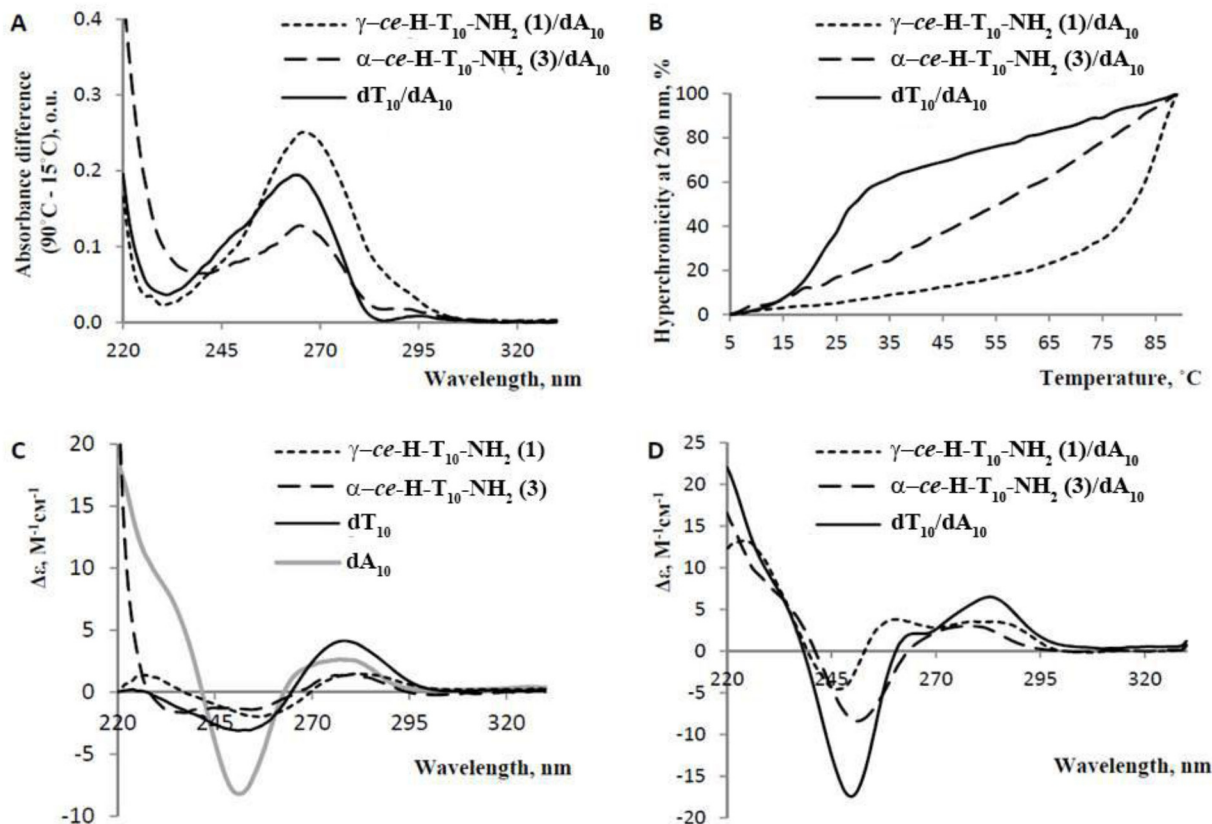 A
γ-ce-H-T10-NH2 (1)/dA10
α-ce-H-T10-NH2 (3)/dA10
dT10/dA10
Absorbance difference
(90˚C - 15˚C), o.u.
0.4
0.3
0.2
0.1
0.0
220 245 270 295 320
Wavelength, nm
B
γ-ce-H-T10-NH2 (1)/dA10
α-ce-H-T10-NH2 (3)/dA10
dT10/dA10
Hyperchromicity at 260 nm, %
100
80
60
40
20
0
5 15 25 35 45 55 65 75 85
Temperature, ˚C
C
γ-ce-H-T10-NH2 (1)
α-ce-H-T10-NH2 (3)
dT10
dA10
Δε, M-1см-1
20
15
10
5
0
-5
-10
220 245 270 295 320
Wavelength, nm
D
γ-ce-H-T10-NH2 (1)/dA10
α-ce-H-T10-NH2 (3)/dA10
dT10/dA10
Δε, M-1см-1
25
20
15
10
5
0
-5
-10
-15
-20
220 245 270 295 320
Wavelength, nm